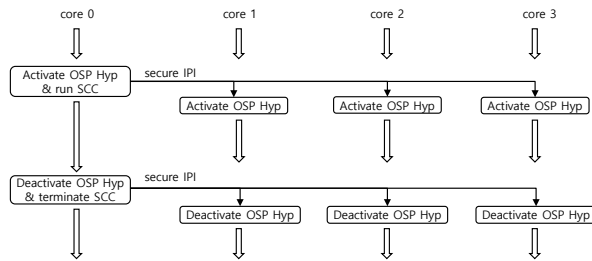 core 0
core 1
core 2
core 3
Activate OSP Hyp
& run SCC
secure IPI
Activate OSP Hyp
Activate OSP Hyp
Activate OSP Hyp
Deactivate OSP Hyp
& terminate SCC
secure IPI
Deactivate OSP Hyp
Deactivate OSP Hyp
Deactivate OSP Hyp